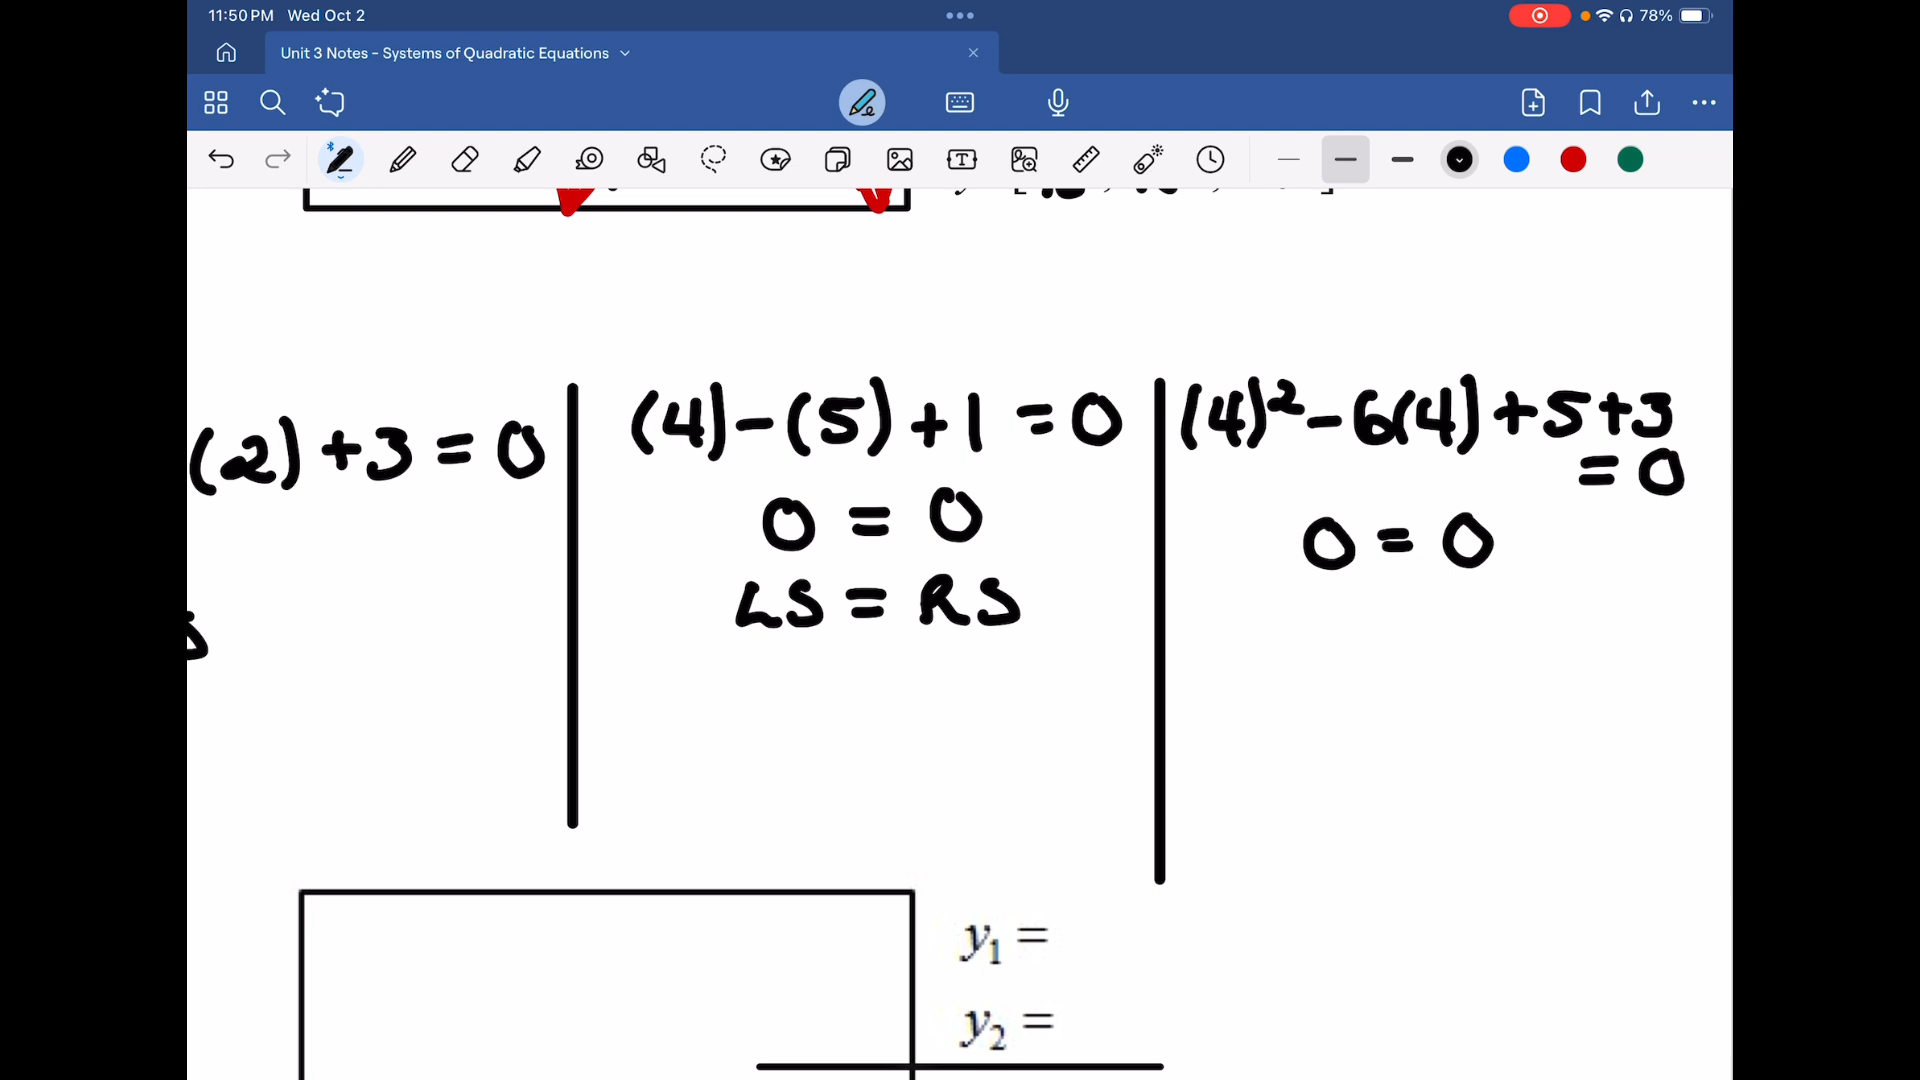 11:50 PM Wed Oct 2
78%
Unit 3 Notes - Systems of Quadratic Equations
(2) + 3 = 0
(4) - (5) + 1 = 0
0 = 0
LS = RS
(4)² - 6(4) + 5 + 3
= 0
0 = 0
y₁ =
y₂ =